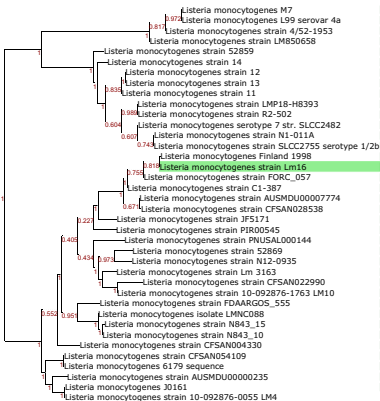 Listeria monocytogenes M7
Listeria monocytogenes L99 serovar 4a
Listeria monocytogenes strain 4/52-1953
Listeria monocytogenes strain LM850658
Listeria monocytogenes strain 52859
Listeria monocytogenes strain 14
Listeria monocytogenes strain 12
Listeria monocytogenes strain 13
Listeria monocytogenes strain 11
Listeria monocytogenes strain LMP18-H8393
Listeria monocytogenes strain R2-502
Listeria monocytogenes serotype 7 str. SLCC2482
Listeria monocytogenes strain N1-011A
Listeria monocytogenes strain SLCC2755 serotype 1/2b
Listeria monocytogenes Finland 1998
Listeria monocytogenes strain Lm16
Listeria monocytogenes strain FORC_057
Listeria monocytogenes strain C1-387
Listeria monocytogenes strain AUSMDU00007774
Listeria monocytogenes strain CFSAN028538
Listeria monocytogenes strain JF5171
Listeria monocytogenes strain PIR00545
Listeria monocytogenes strain PNUSAL000144
Listeria monocytogenes strain 52869
Listeria monocytogenes strain N12-0935
Listeria monocytogenes strain Lm 3163
Listeria monocytogenes strain CFSAN022990
Listeria monocytogenes strain 10-092876-1763 LM10
Listeria monocytogenes strain FDAARGOS_555
Listeria monocytogenes isolate LMNC088
Listeria monocytogenes strain N843_15
Listeria monocytogenes strain N843_10
Listeria monocytogenes strain CFSAN004330
Listeria monocytogenes strain CFSAN054109
Listeria monocytogenes 6179 sequence
Listeria monocytogenes strain AUSMDU00000235
Listeria monocytogenes J0161
Listeria monocytogenes strain 10-092876-0055 LM4